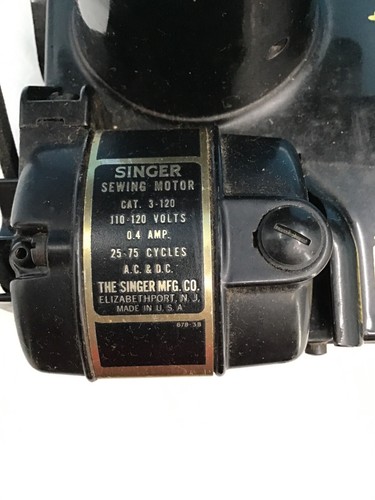 SINGER
SEWING MOTOR
CAT. 3-120
110-120 VOLTS
0.4 AMP.
25-75 CYCLES
A.C. & D.C.
THE SINGER MFG. CO.
ELIZABETHPORT, N. J.
MADE IN U. S. A